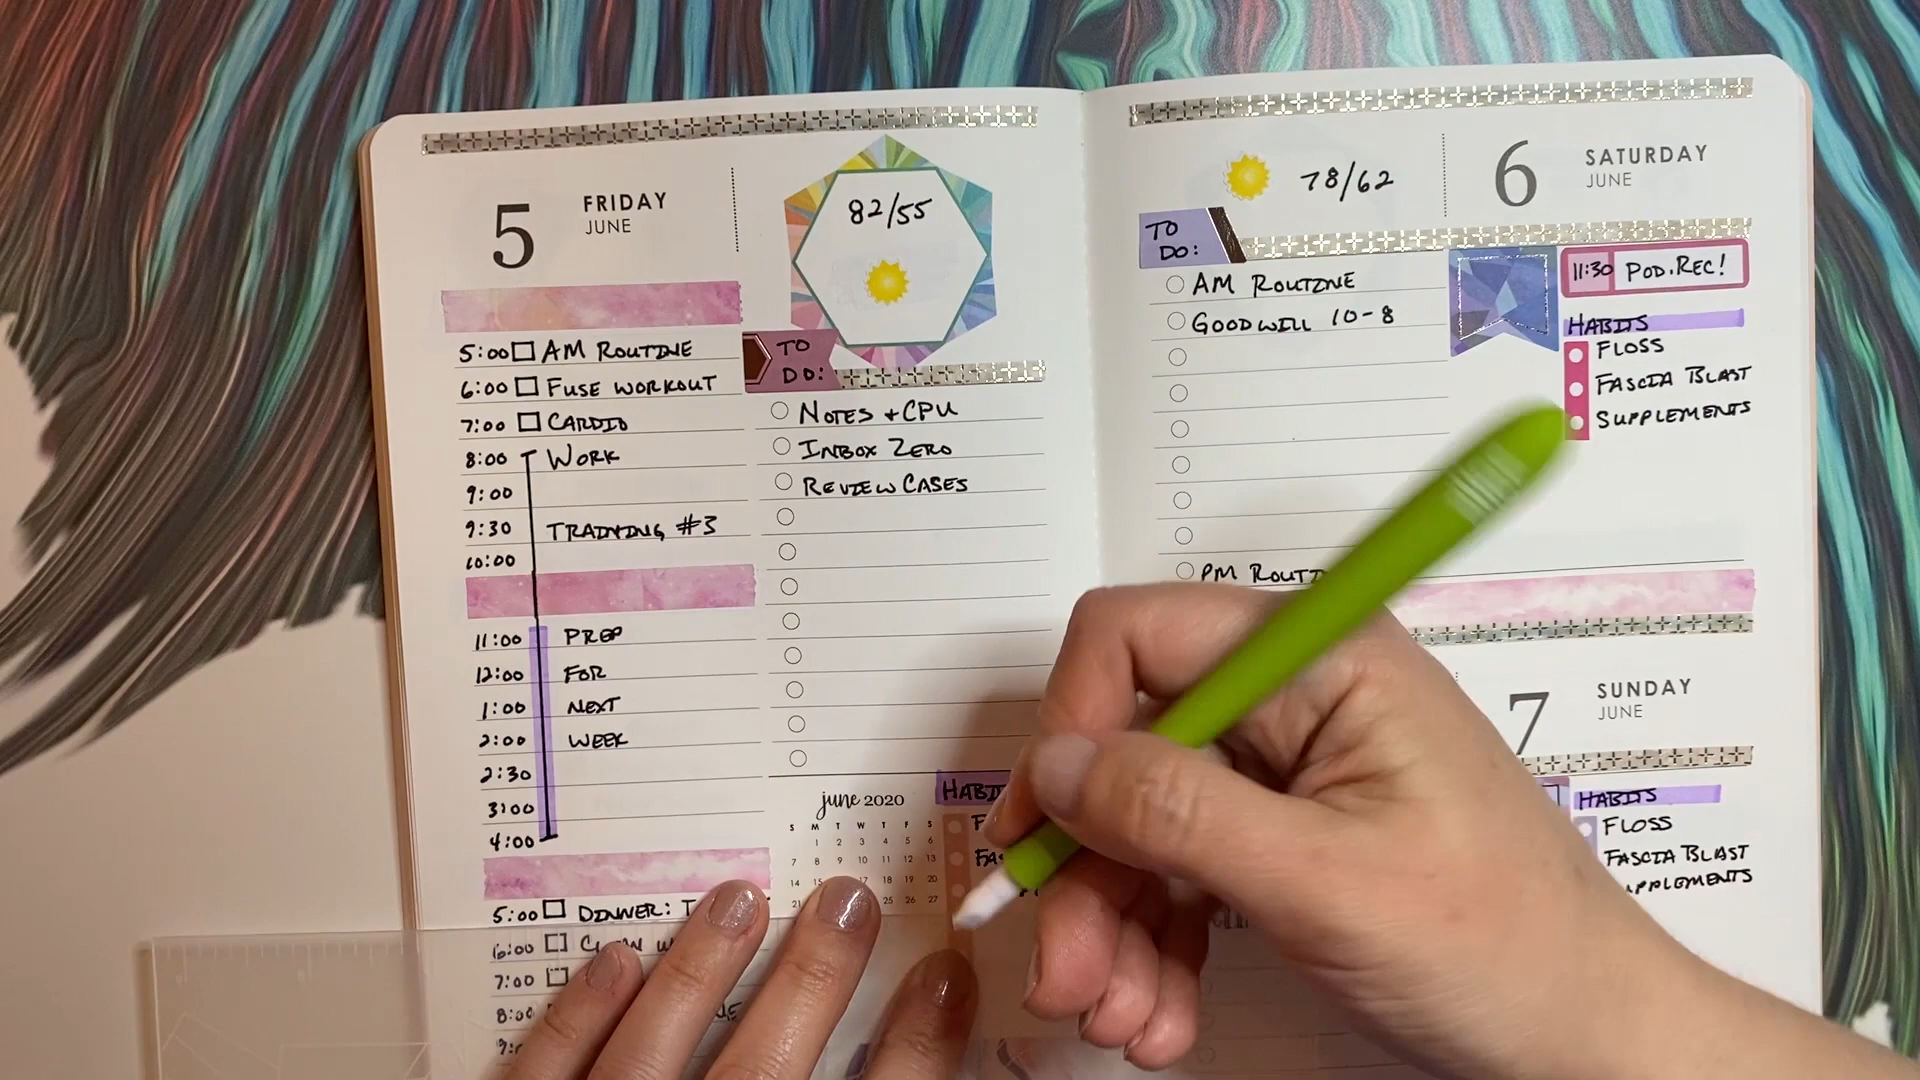 5
FRIDAY
JUNE
82/55
5:00 AM ROUTINE
6:00 FUSE WORKOUT
7:00 CARDIO
8:00 WORK
9:00
9:30 TRAINING #3
10:00
11:00 PREP
12:00 FOR
1:00 NEXT
2:00 WEEK
2:30
3:00
4:00
5:00 DINNER:
6:00
7:00
8:00
TO
DO:
NOTES + CPU
INBOX ZERO
REVIEW CASES
june 2020
S M T W T F S
1 2 3 4 5 6
7 8 9 10 11 12 13
14 15 17 18 19 20
25 26 27
78/62
6
SATURDAY
JUNE
TO
DO:
AM ROUTINE
GOODWILL 10-8
PM
11:30 POD.REC!
HABITS
FLOSS
FASCIA BLAST
SUPPLEMENTS
7
SUNDAY
JUNE
HABITS
FLOSS
FASCIA BLAST